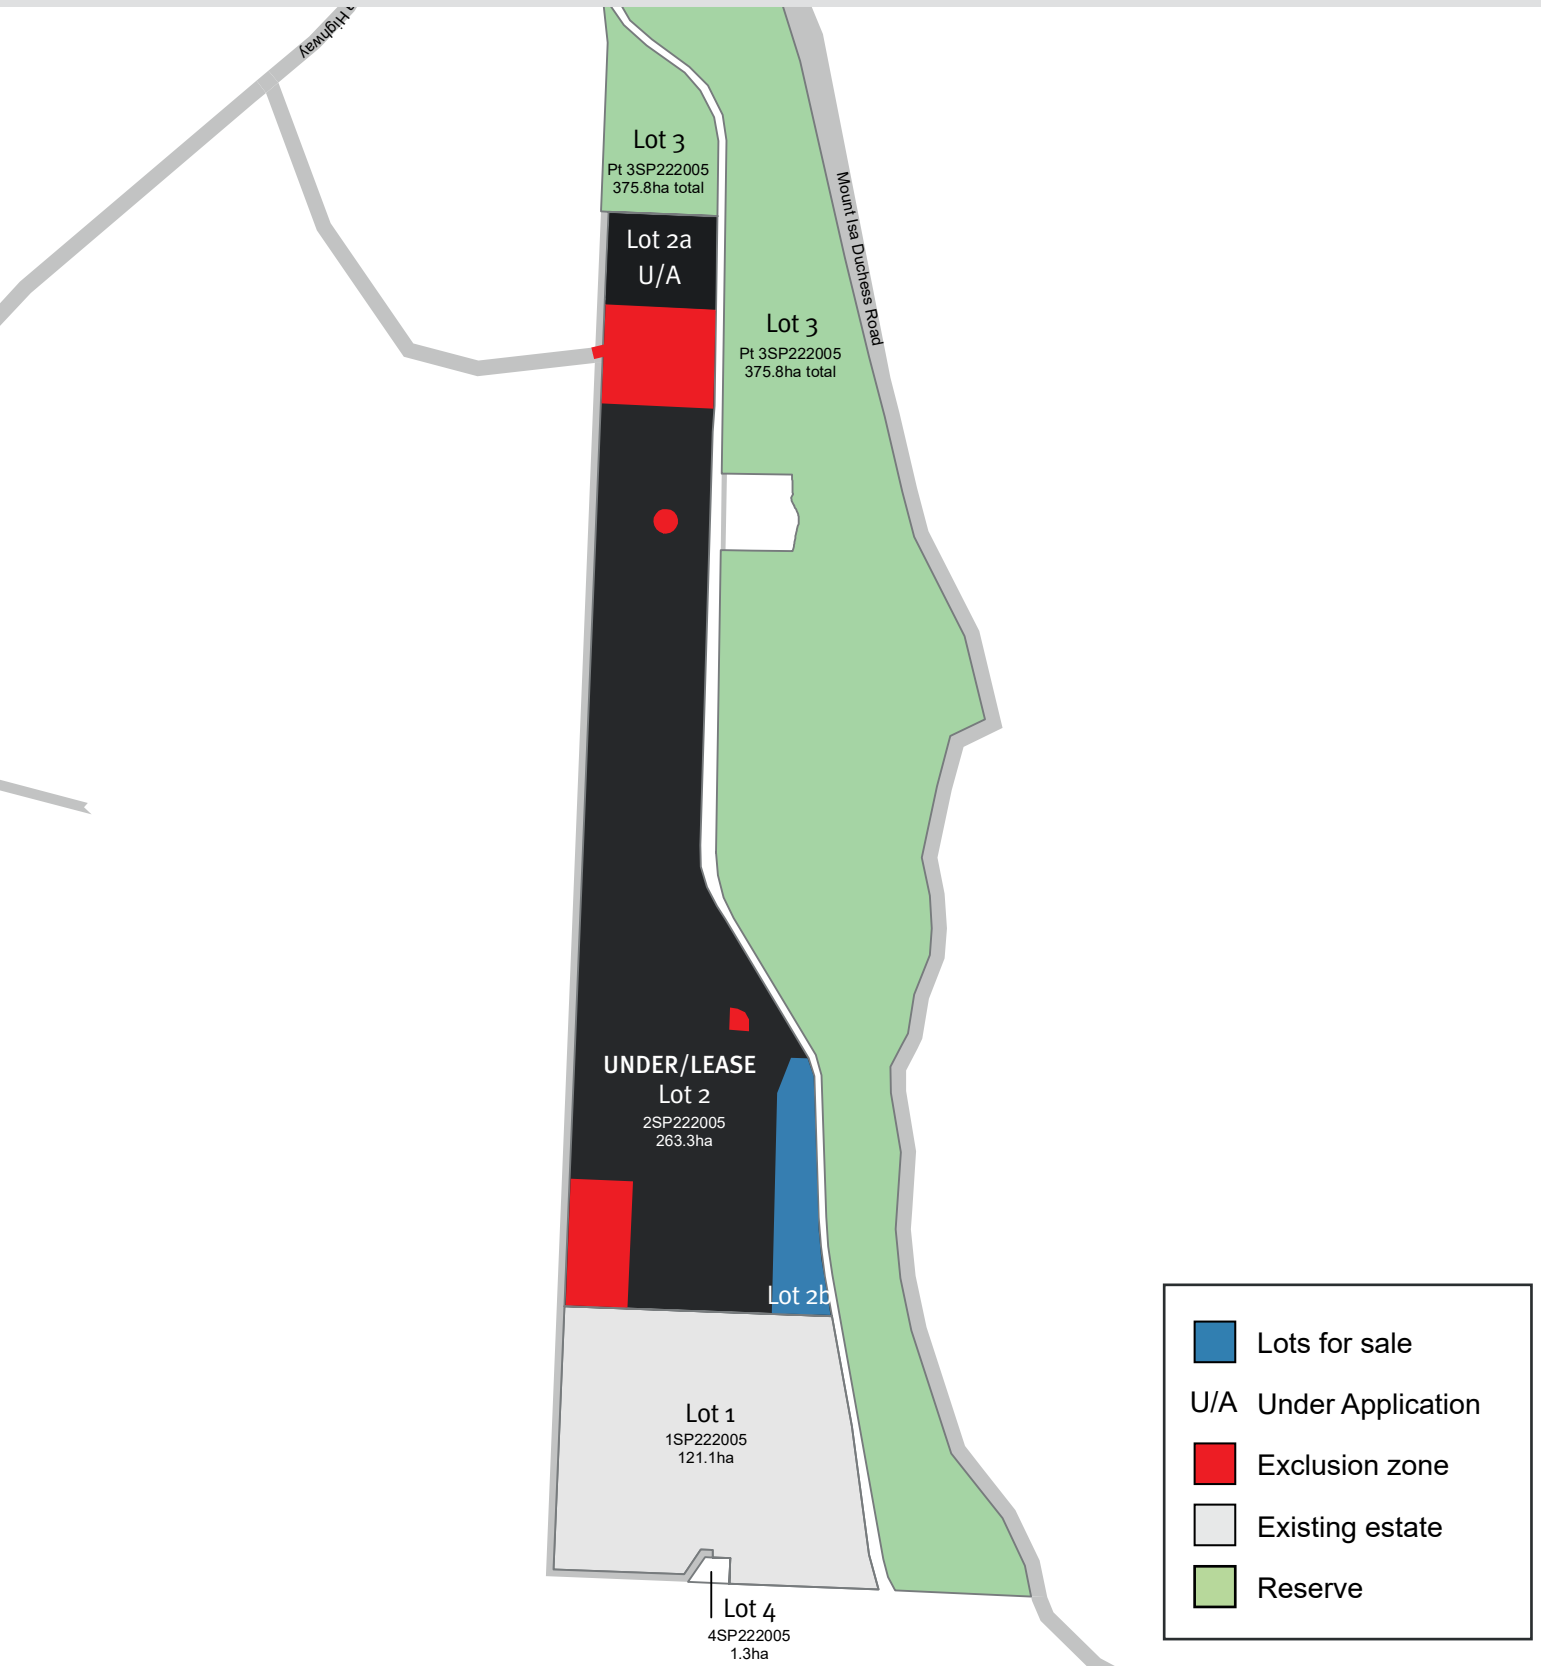 Highway
Lot 3
Pt 3SP222005
375.8ha total
Lot 2a
U/A
Mount Isa Duchess Road
Lot 3
Pt 3SP222005
375.8ha total
UNDER/LEASE
Lot 2
2SP222005
263.3ha
Lot 2b
Lot 1
1SP222005
121.1ha
Lot 4
4SP222005
1.3ha
Lots for sale
U/A Under Application
Exclusion zone
Existing estate
Reserve